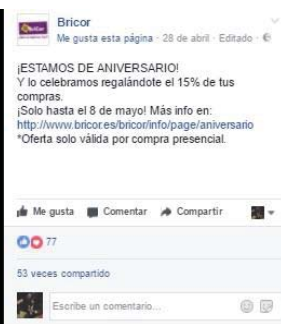 Bricor
Me gusta esta página · 28 de abril · Editado ·
¡ESTAMOS DE ANIVERSARIO!
Y lo celebramos regalándote el 15% de tus
compras.
¡Solo hasta el 8 de mayo! Más info en:
http://www.bricor.es/bricor/info/page/aniversario
*Oferta solo válida por compra presencial.
Me gusta Comentar Compartir
77
53 veces compartido
Escribe un comentario...